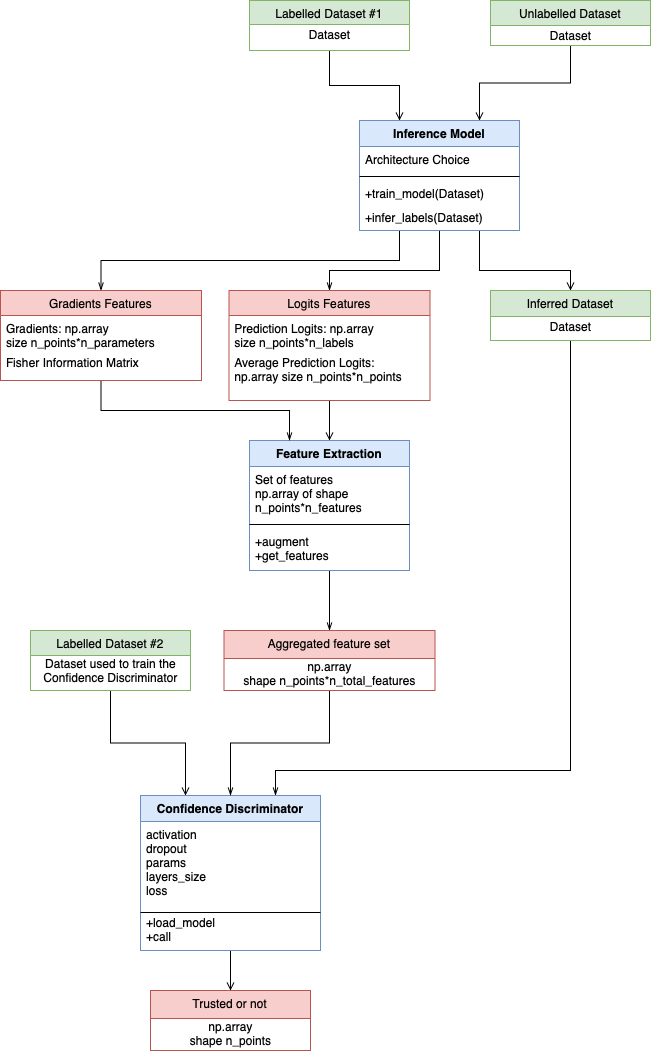 Labelled Dataset #1
Dataset
Unlabelled Dataset
Dataset
Inference Model
Architecture Choice
+train_model(Dataset)
+infer_labels(Dataset)
Gradients Features
Gradients: np.array
size n_points*n_parameters
Fisher Information Matrix
Logits Features
Prediction Logits: np.array
size n_points*n_labels
Average Prediction Logits:
np.array size n_points*n_points
Inferred Dataset
Dataset
Feature Extraction
Set of features
np.array of shape
n_points*n_features
+augment
+get_features
Labelled Dataset #2
Dataset used to train the
Confidence Discriminator
Aggregated feature set
np.array
shape n_points*n_total_features
Confidence Discriminator
activation
dropout
params
layers_size
loss
+load_model
+call
Trusted or not
np.array
shape n_points